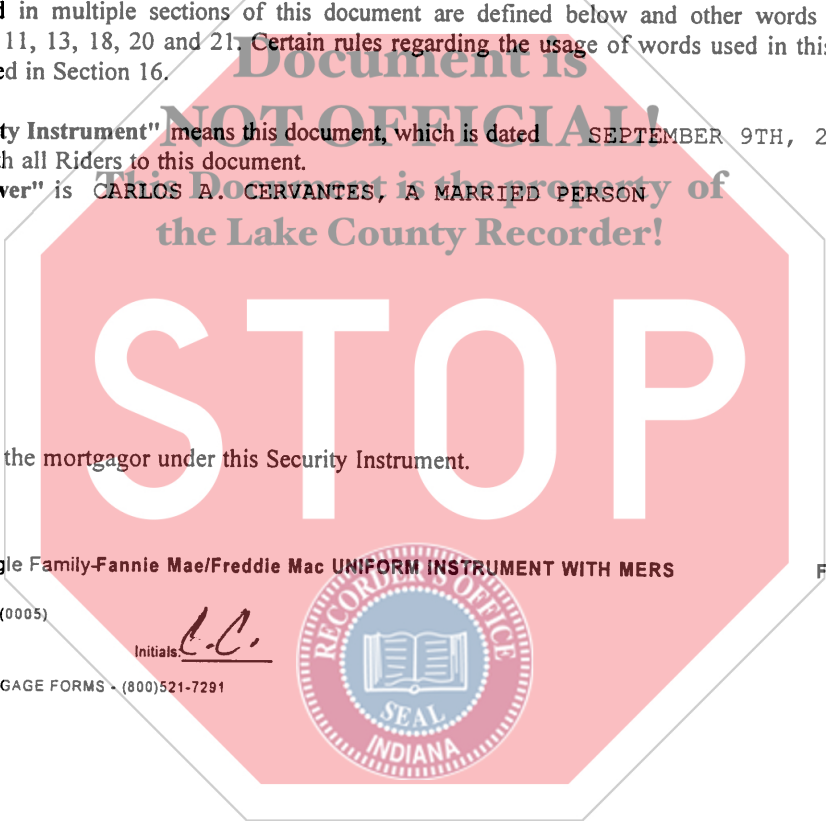 d in multiple sections of this document are defined below and other words
11, 13, 18, 20 and 21. Certain rules regarding the usage of words used in this
ed in Section 16.
Document is
NOT OFFICIAL!
ty Instrument" means this document, which is dated SEPTEMBER 9TH, 2
h all Riders to this document.
This Document is the property of
ver" is CARLOS A. CERVANTES, A MARRIED PERSON
the Lake County Recorder!
STOP
the mortgagor under this Security Instrument.
gle Family-Fannie Mae/Freddie Mac UNIFORM INSTRUMENT WITH MERS F
(0005)
Initials: C.C.
GAGE FORMS - (800)521-7291
RECORDER'S OFFICE
SEAL
INDIANA